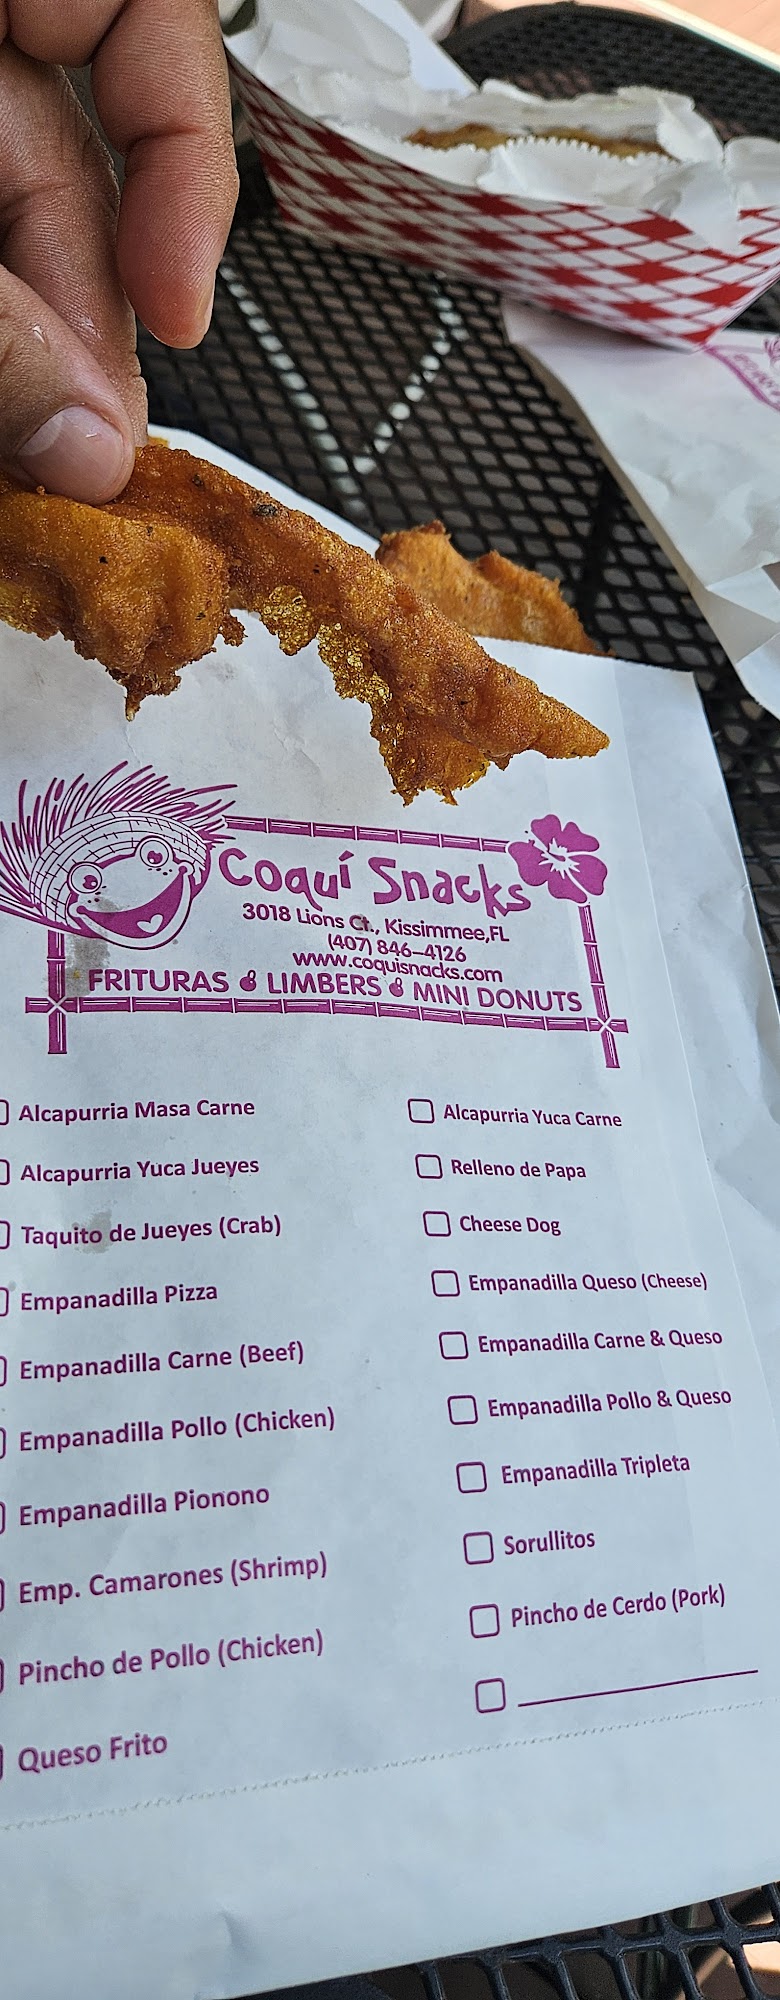 Coquí Snacks
3018 Lions Ct., Kissimmee,FL
(407) 846-4126
www.coquisnacks.com
FRITURAS LIMBERS MINI DONUTS
Alcapurria Masa Carne
Alcapurria Yuca Jueyes
Taquito de Jueyes (Crab)
Empanadilla Pizza
Empanadilla Carne (Beef)
Empanadilla Pollo (Chicken)
Empanadilla Pionono
Emp. Camarones (Shrimp)
Pincho de Pollo (Chicken)
Queso Frito
Alcapurria Yuca Carne
Relleno de Papa
Cheese Dog
Empanadilla Queso (Cheese)
Empanadilla Carne & Queso
Empanadilla Pollo & Queso
Empanadilla Tripleta
Sorullitos
Pincho de Cerdo (Pork)